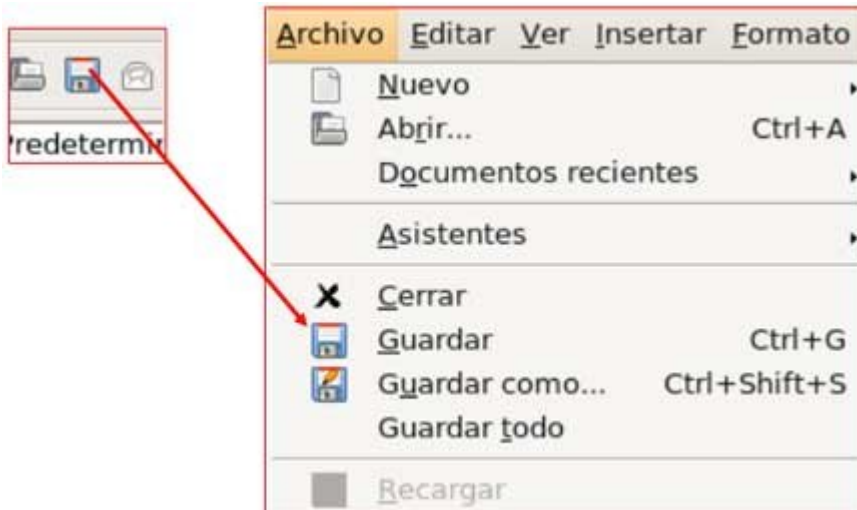 redetermi
Archivo Editar Ver Insertar Formato
Nuevo
Abrir... Ctrl+A
Documentos recientes
Asistentes
Cerrar
Guardar Ctrl+G
Guardar como... Ctrl+Shift+S
Guardar todo
Recargar